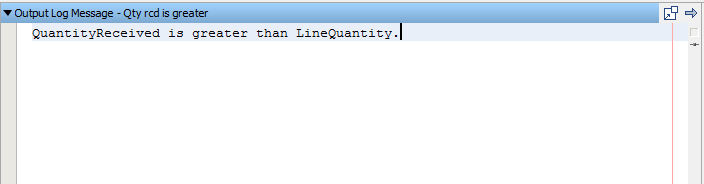 Output Log Message - Qty rcd is greater
QuantityReceived is greater than LineQuantity.